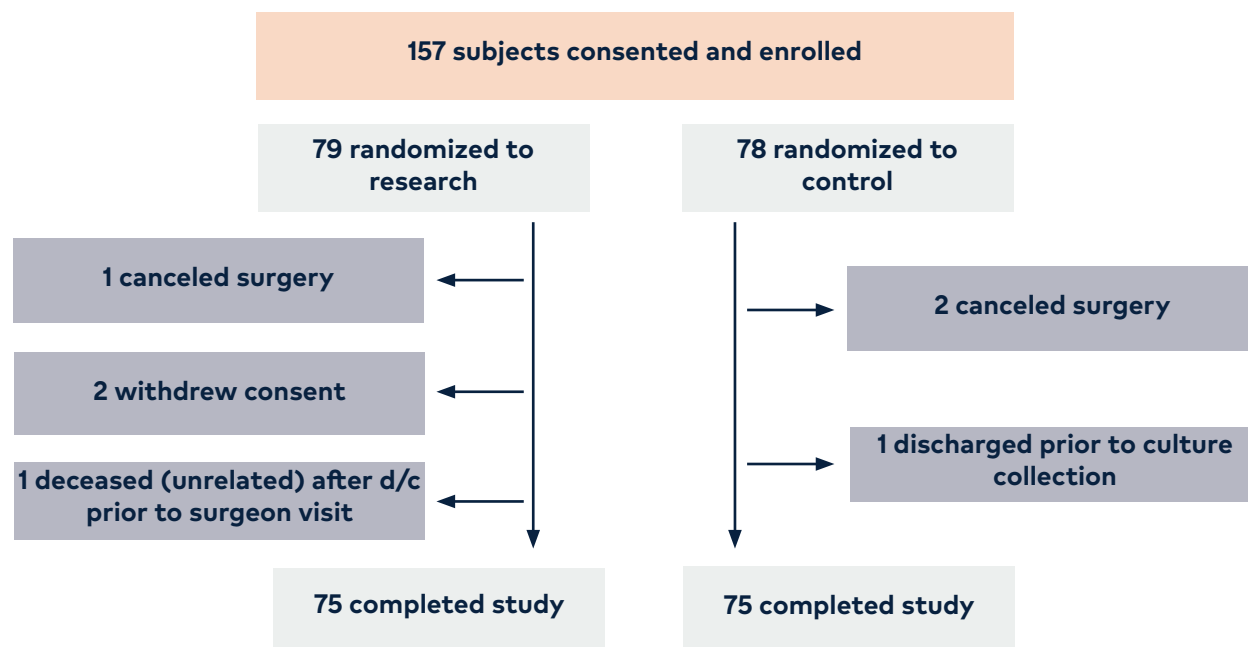 157 subjects consented and enrolled
79 randomized to
research
78 randomized to
control
1 canceled surgery
2 canceled surgery
2 withdrew consent
1 discharged prior to culture
collection
1 deceased (unrelated) after d/c
prior to surgeon visit
75 completed study
75 completed study